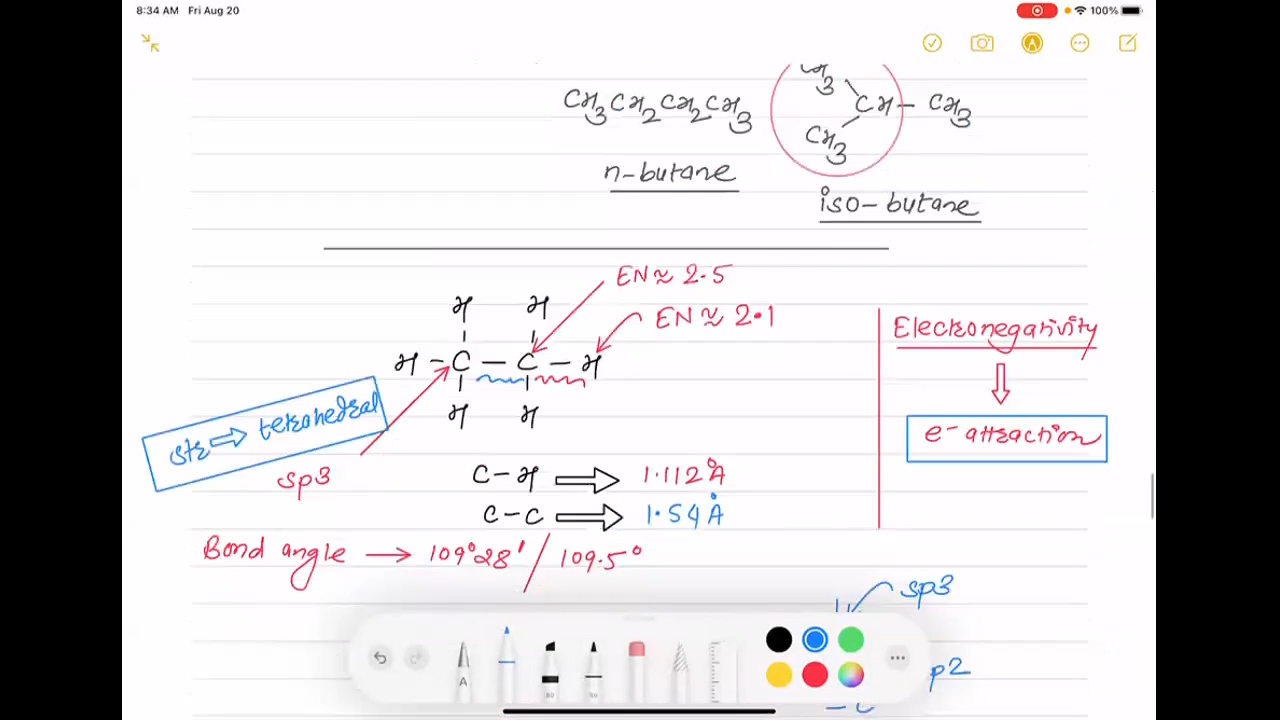 8:34 AM Fri Aug 20
100%
CH3
CH3CH2CH2CH3
CH — CH3
CH3
n-butane
iso-butane
EN ≈ 2.5
EN ≈ 2.1
H H
H – C — C — H
H H
Electronegativity
⇓
e- attraction
str ⇒ tetrahedral
sp3
C – H ⇒ 1.112 Å
C – C ⇒ 1.54 Å
Bond angle → 109°28' / 109.5°
sp3
p2
– C
A
80
50